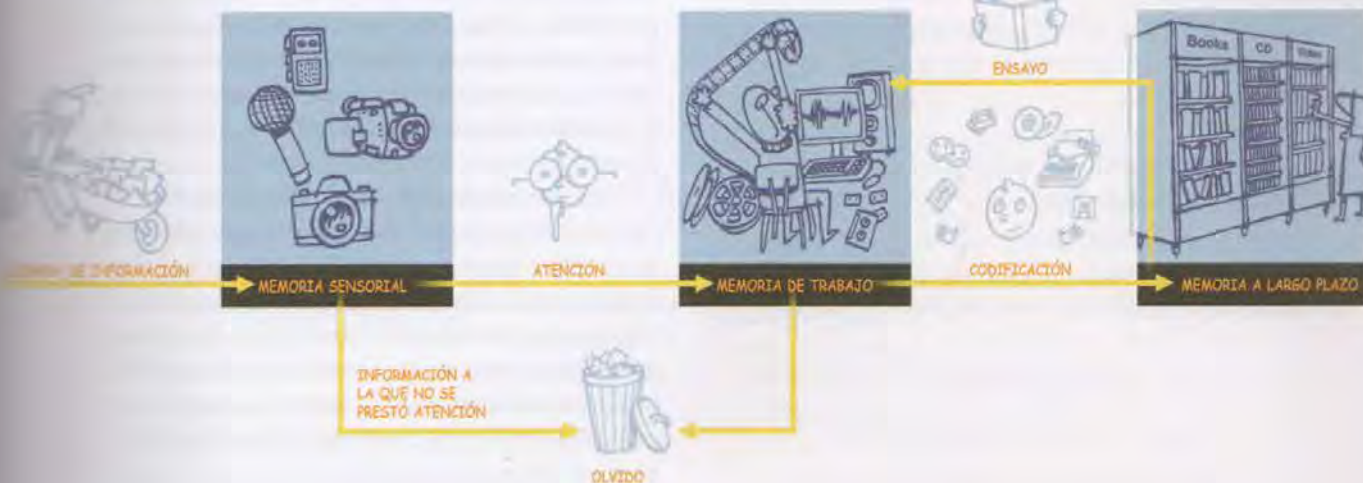 ENSAYO
Books
CD
DE INFORMACIÓN
MEMORIA SENSORIAL
ATENCIÓN
MEMORIA DE TRABAJO
CODIFICACIÓN
MEMORIA A LARGO PLAZO
INFORMACIÓN A
LA QUE NO SE
PRESTÓ ATENCIÓN
OLVIDO